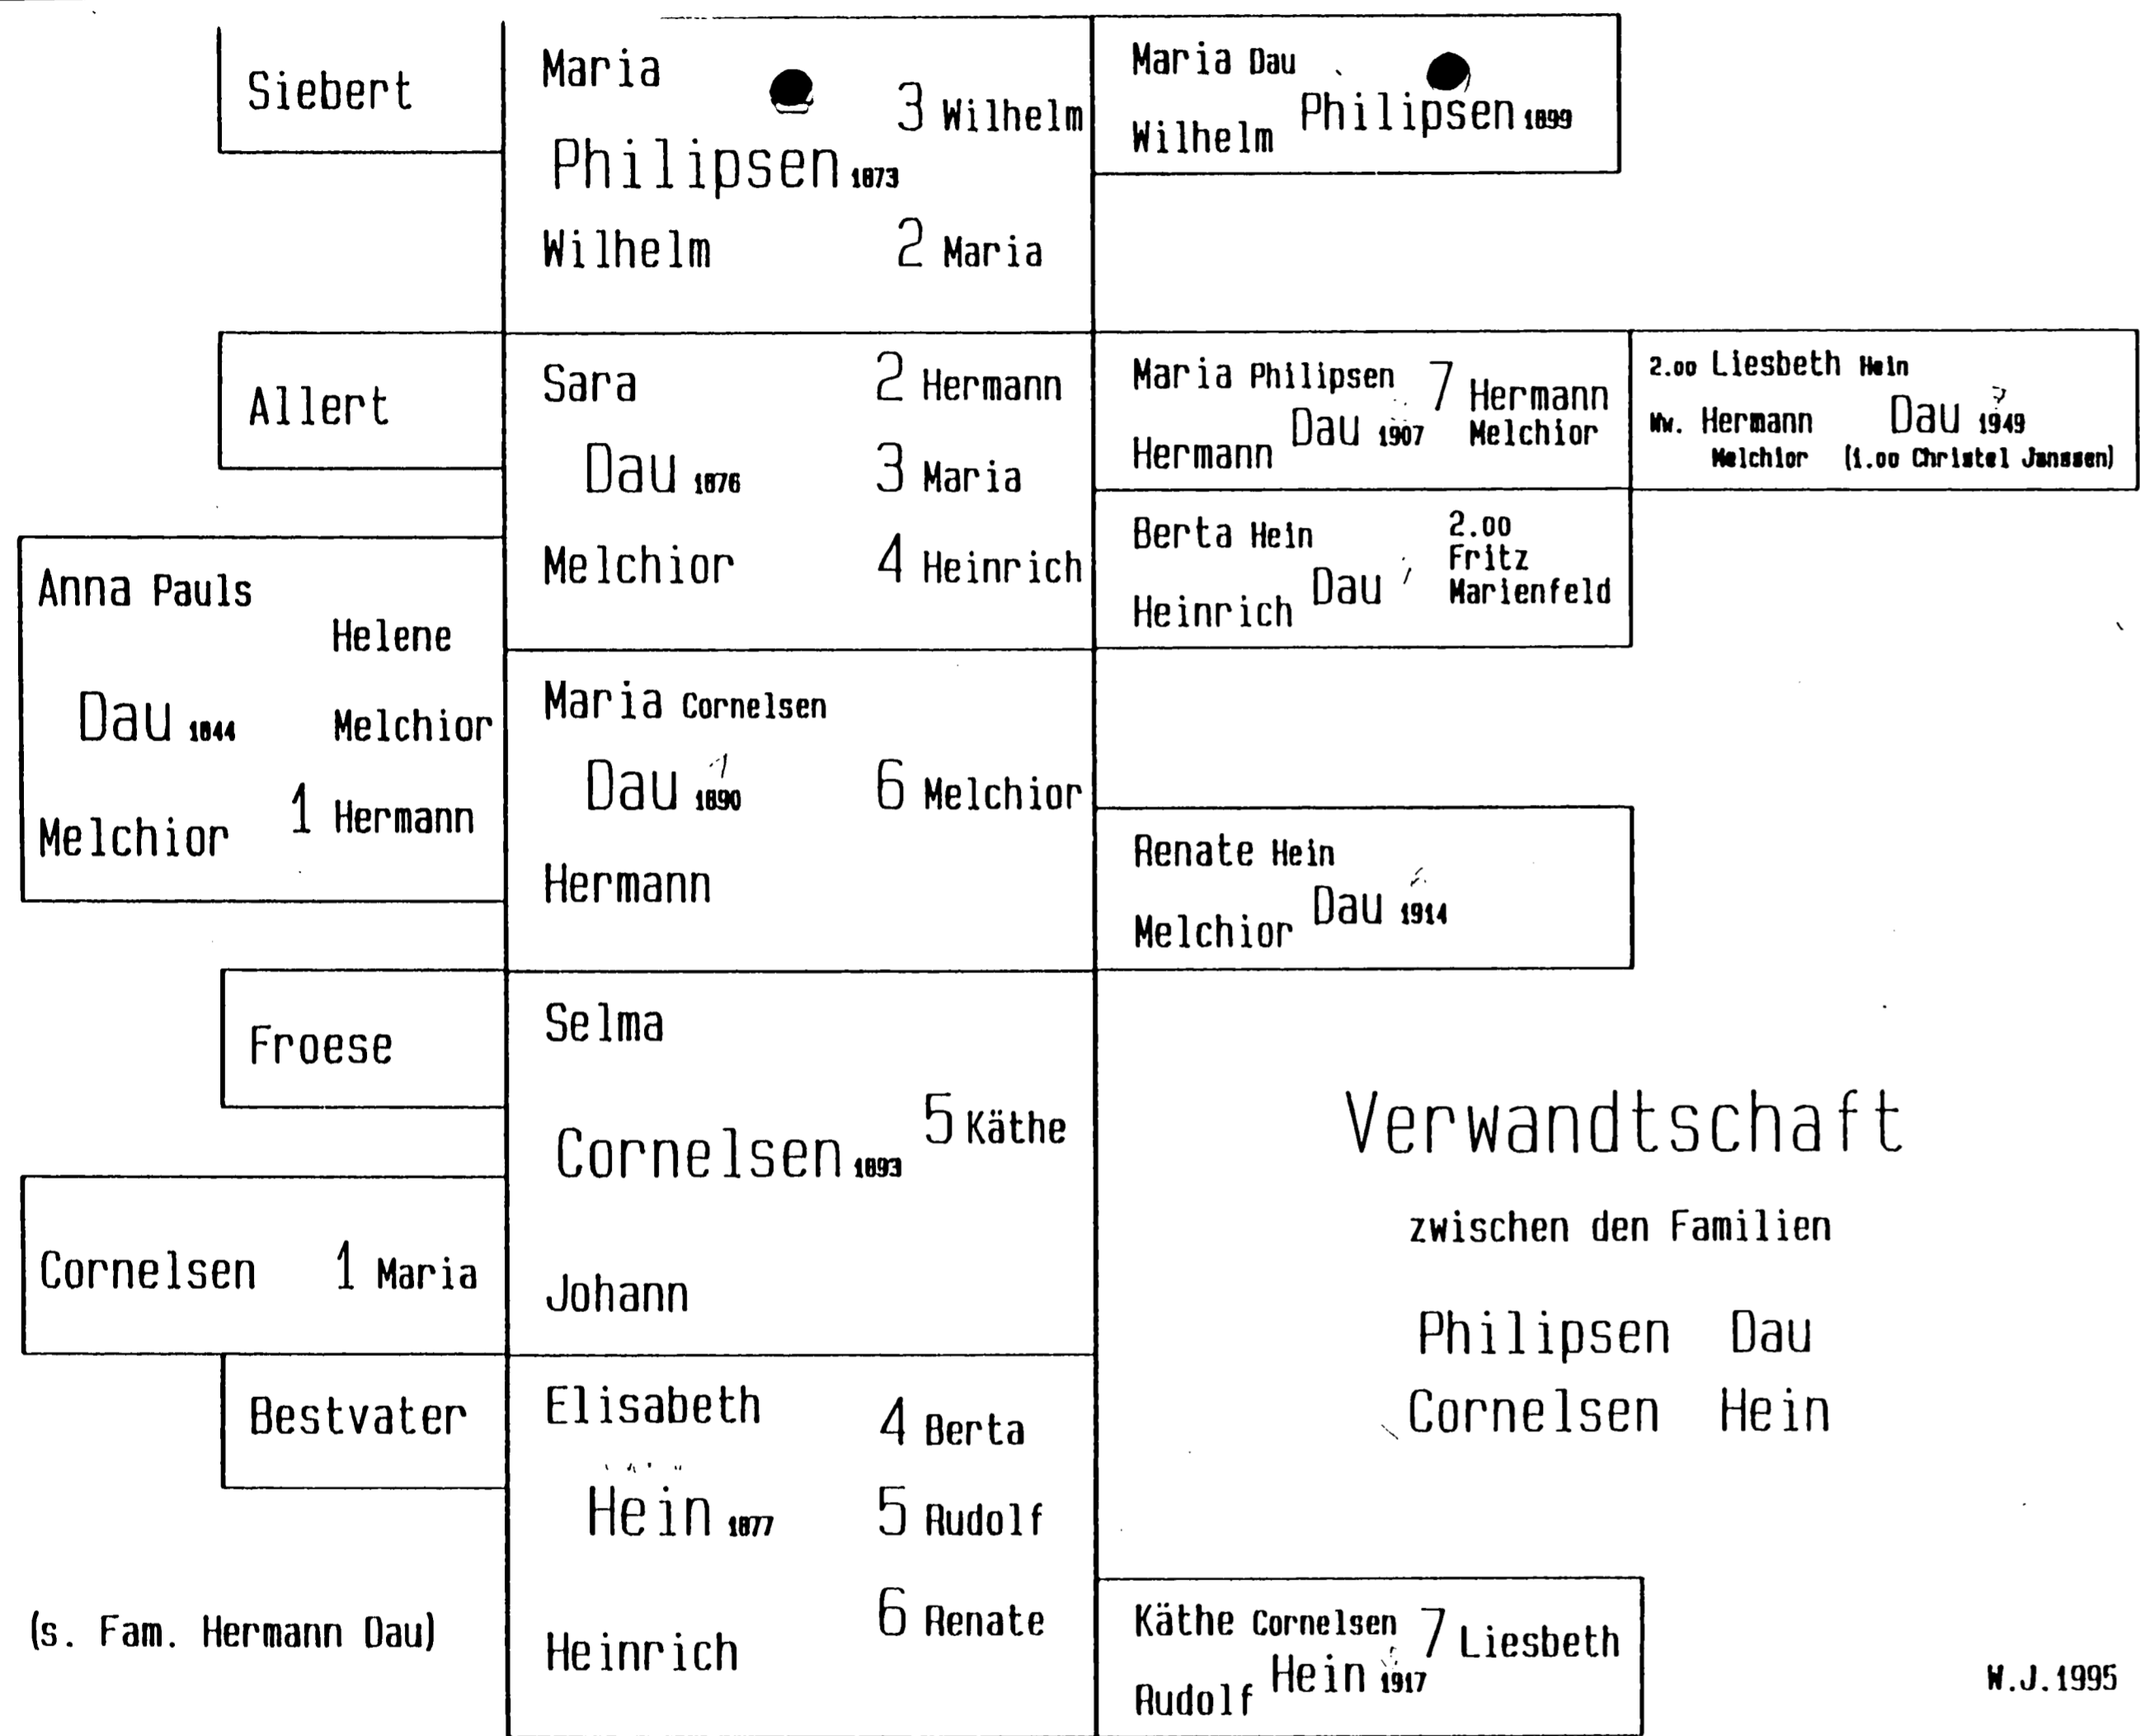 Siebert
Maria
3 Wilhelm
Philipsen 1873
Wilhelm
2 Maria
Maria Dau
Philipsen 1899
Wilhelm
Allert
Sara
2 Hermann
Dau 1876
3 Maria
Melchior
4 Heinrich
Maria Philipsen
7 Hermann
Melchior
Dau 1907
Hermann
2.oo Liesbeth Hein
Ww. Hermann Dau 1949
Melchior (1.oo Christel Janssen)
Berta Hein
2.oo
Fritz
Marienfeld
Dau
Heinrich
Anna Pauls
Helene
Dau 1844
Melchior
Melchior
1 Hermann
Maria Cornelsen
Dau 1890
6 Melchior
Hermann
Renate Hein
Dau 1914
Melchior
Froese
Selma
5 Käthe
Cornelsen 1893
Johann
Cornelsen 1 Maria
Bestvater
Elisabeth
4 Berta
Hein 1877
5 Rudolf
6 Renate
Heinrich
Käthe Cornelsen
7 Liesbeth
Hein 1917
Rudolf
Verwandtschaft
zwischen den Familien
Philipsen Dau
Cornelsen Hein
(s. Fam. Hermann Dau)
W.J.1995